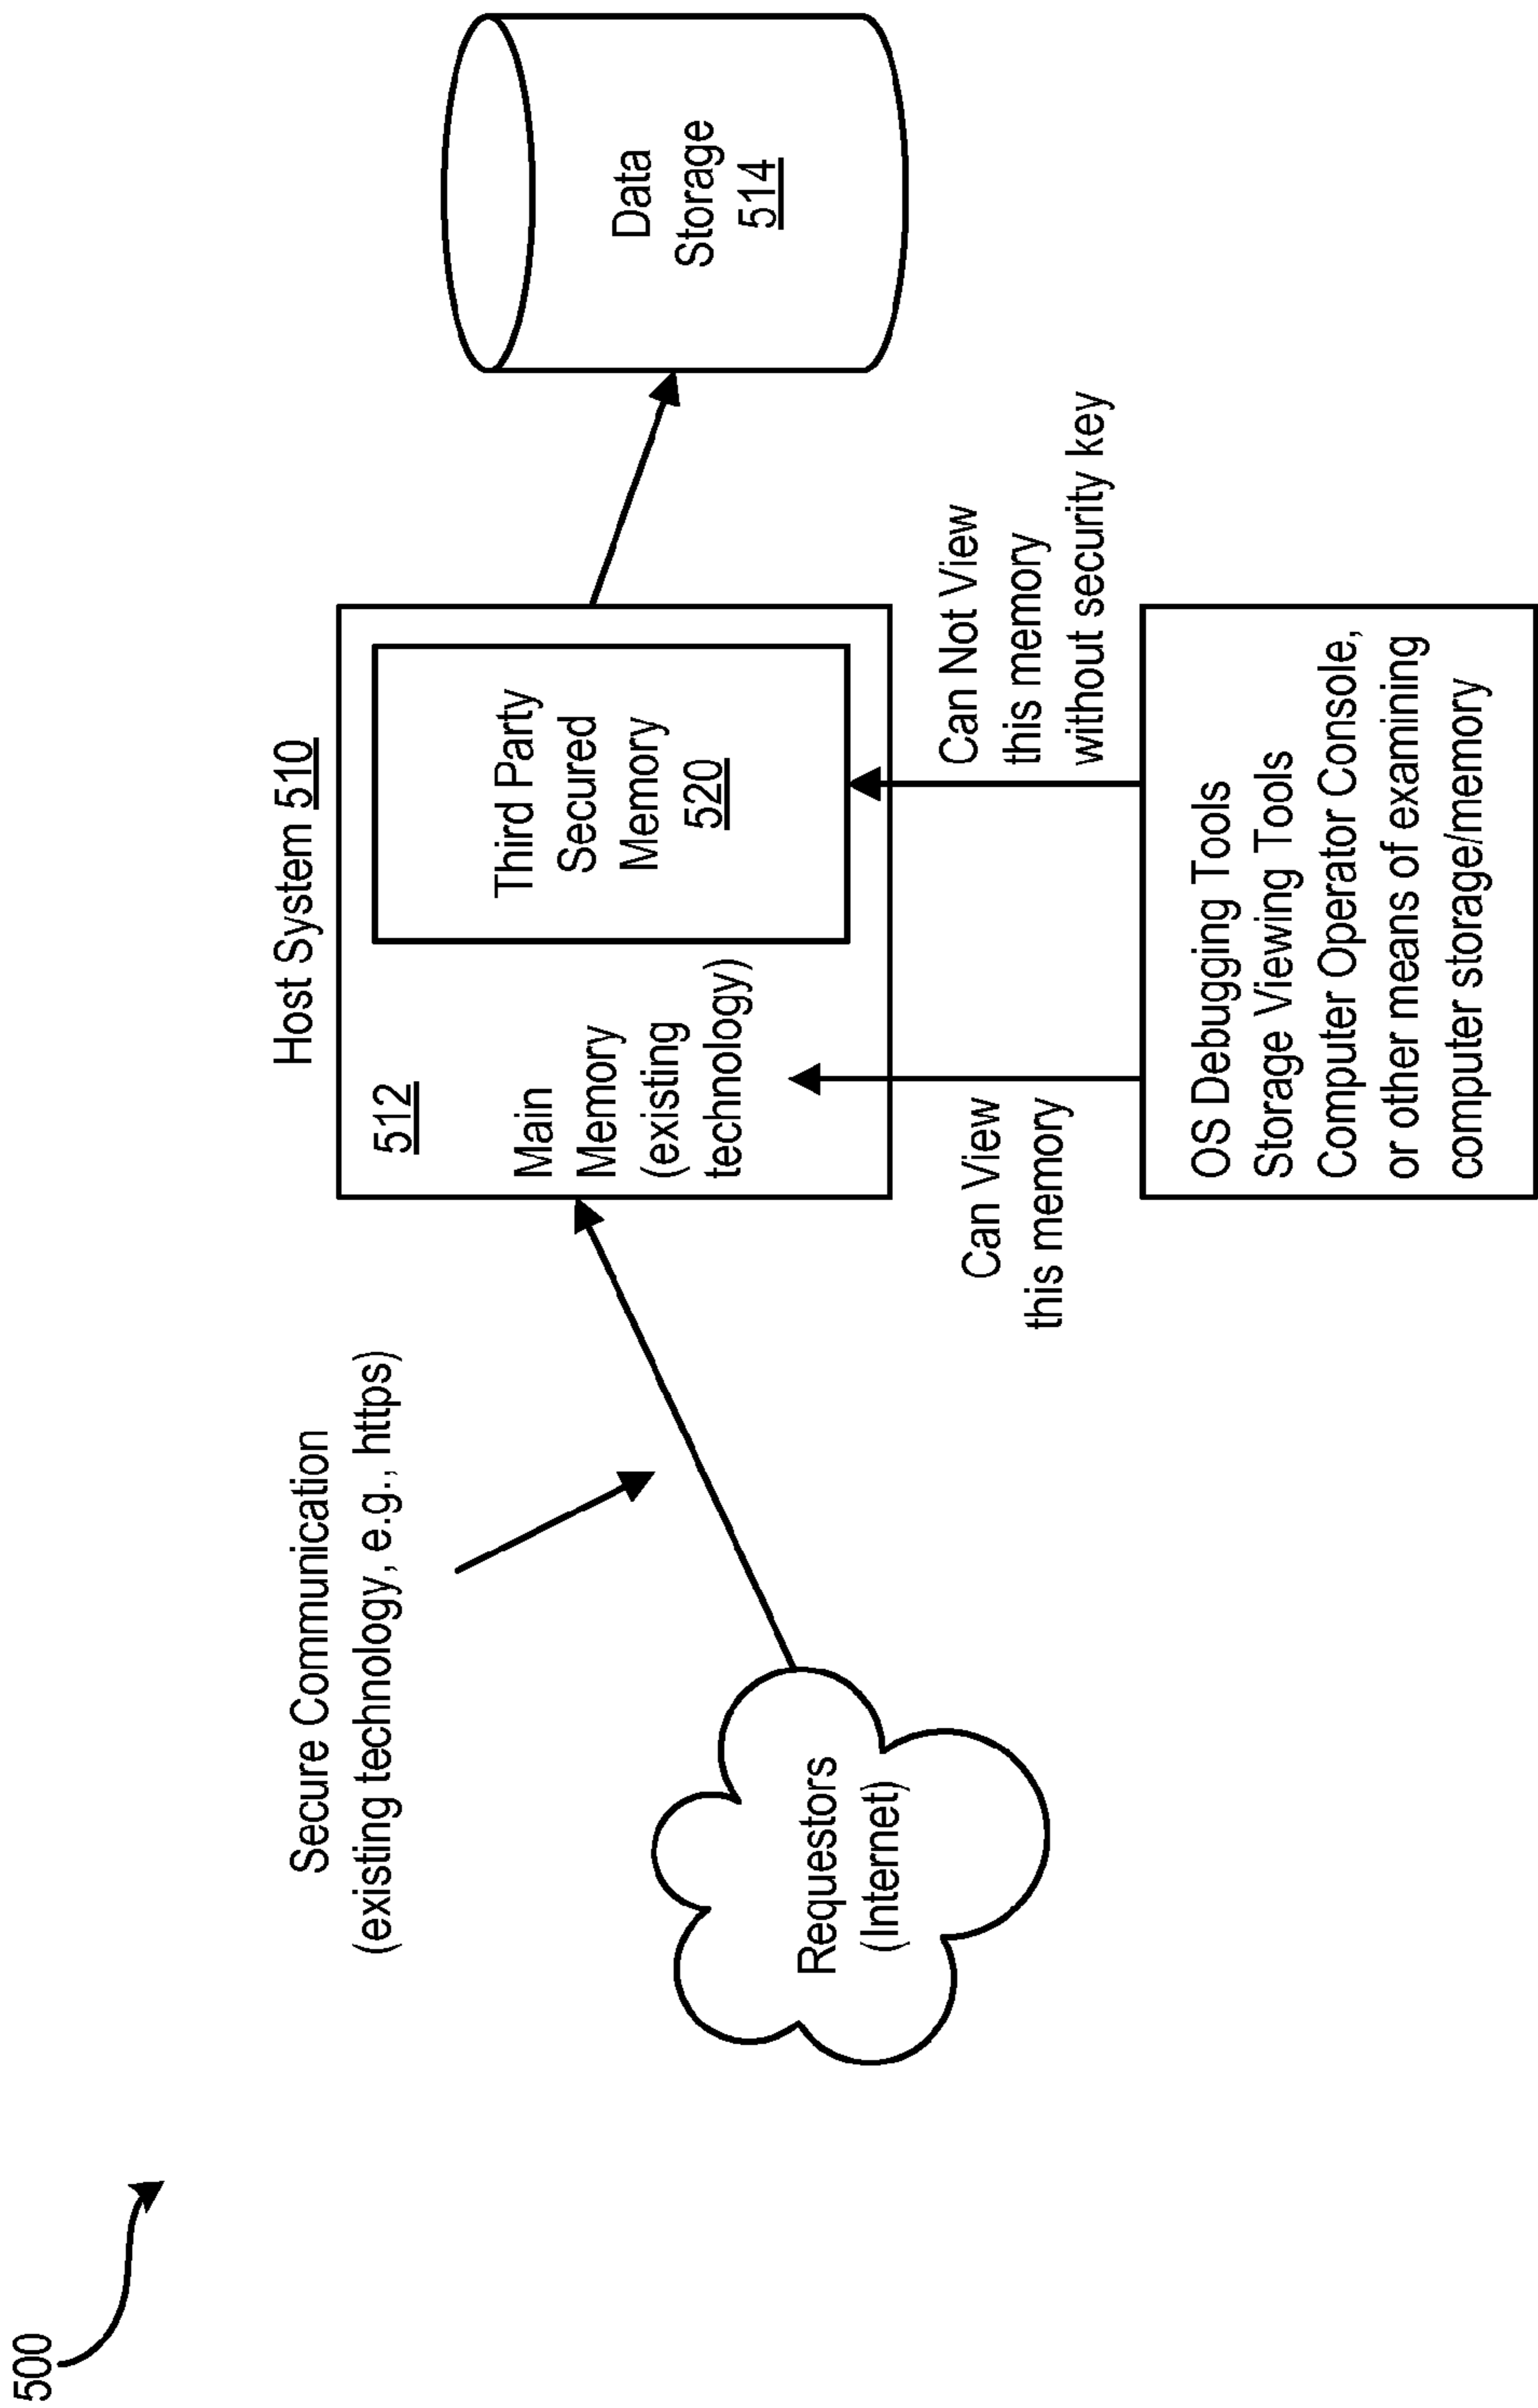 500
Secure Communication
(existing technology, e.g., https)
Requestors
(Internet)
Host System 510
512
Main
Memory
(existing
technology)
Third Party
Secured
Memory
520
Data
Storage
514
Can View
this memory
Can Not View
this memory
without security key
OS Debugging Tools
Storage Viewing Tools
Computer Operator Console,
or other means of examining
computer storage/memory